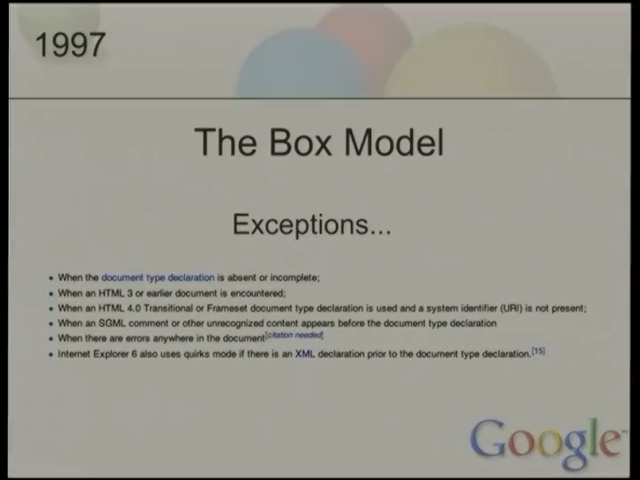 1997
The Box Model
Exceptions...
• When the document type declaration is absent or incomplete;
• When an HTML 3 or earlier document is encountered;
• When an HTML 4.0 Transitional or Frameset document type declaration is used and a system identifier (URI) is not present;
• When an SGML comment or other unrecognized content appears before the document type declaration
• When there are errors anywhere in the document[citation needed]
• Internet Explorer 6 also uses quirks mode if there is an XML declaration prior to the document type declaration.[15]
Google™